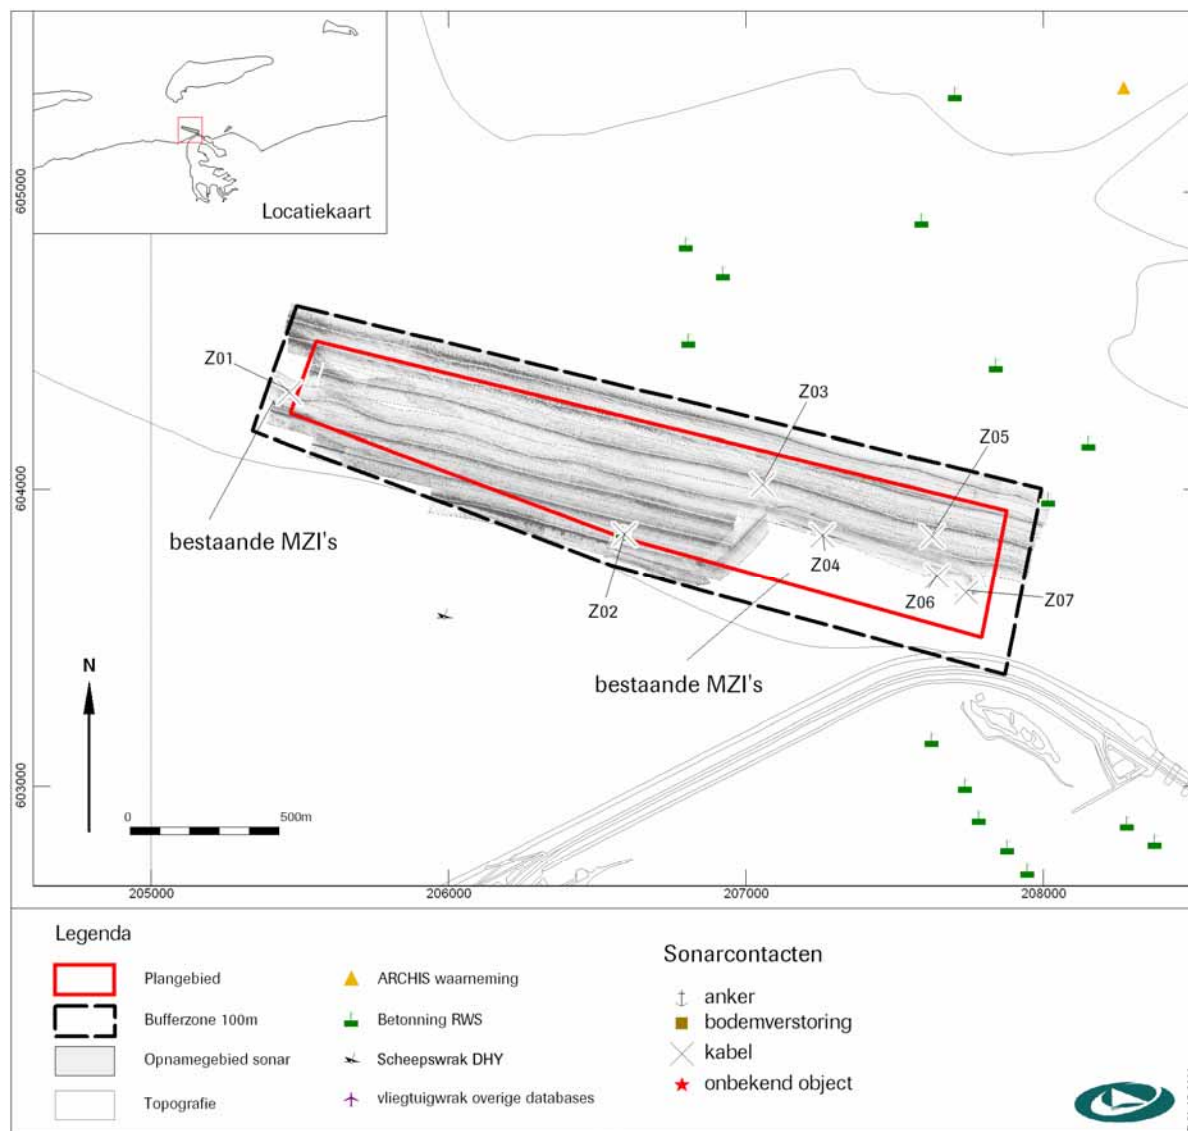 Locatiekaart
605000
604000
603000
Z01
Z03
Z05
bestaande MZI's
Z02
Z04
Z06
Z07
bestaande MZI's
N
0 500m
205000 206000 207000 208000
Legenda
Plangebied
Bufferzone 100m
Opnamegebied sonar
Topografie
ARCHIS waarneming
Betonning RWS
Scheepswrak DHY
vliegtuigwrak overige databases
Sonarcontacten
anker
bodemverstoring
kabel
onbekend object